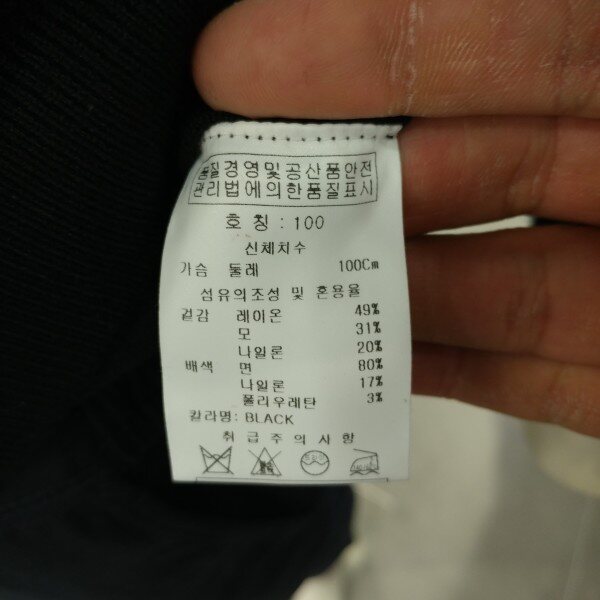 품질경영및공산품안전
관리법에의한품질표시
호 칭 : 100
신체치수
가슴 둘레 100Cm
섬유의조성 및 혼용율
겉감 레이온 49%
모 31%
나일론 20%
배색 면 80%
나일론 17%
폴리우레탄 3%
칼라명: BLACK
취 급 주 의 사 항
드라이